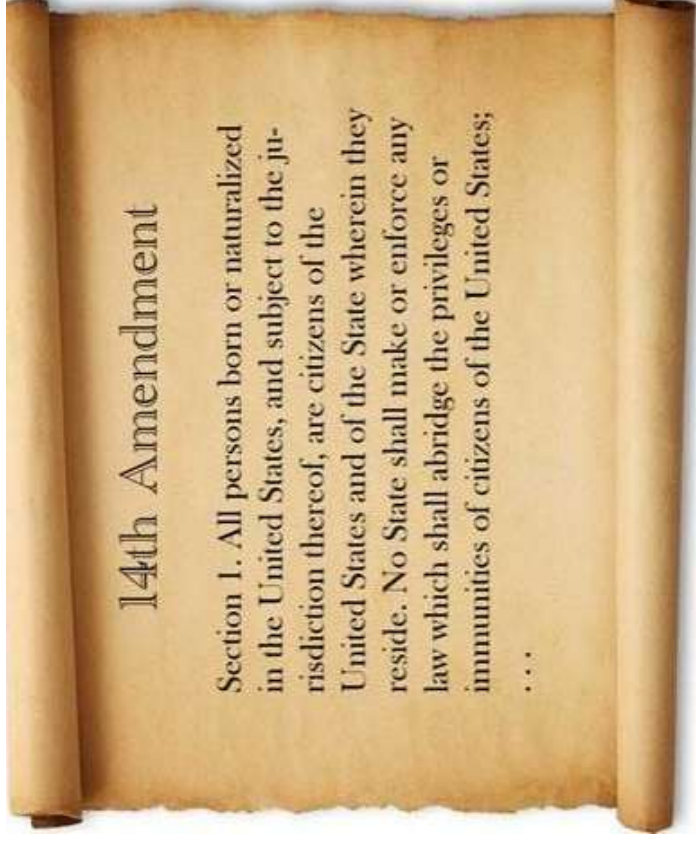 14th Amendment
Section 1. All persons born or naturalized
in the United States, and subject to the ju-
risdiction thereof, are citizens of the
United States and of the State wherein they
reside. No State shall make or enforce any
law which shall abridge the privileges or
immunities of citizens of the United States;
. . .